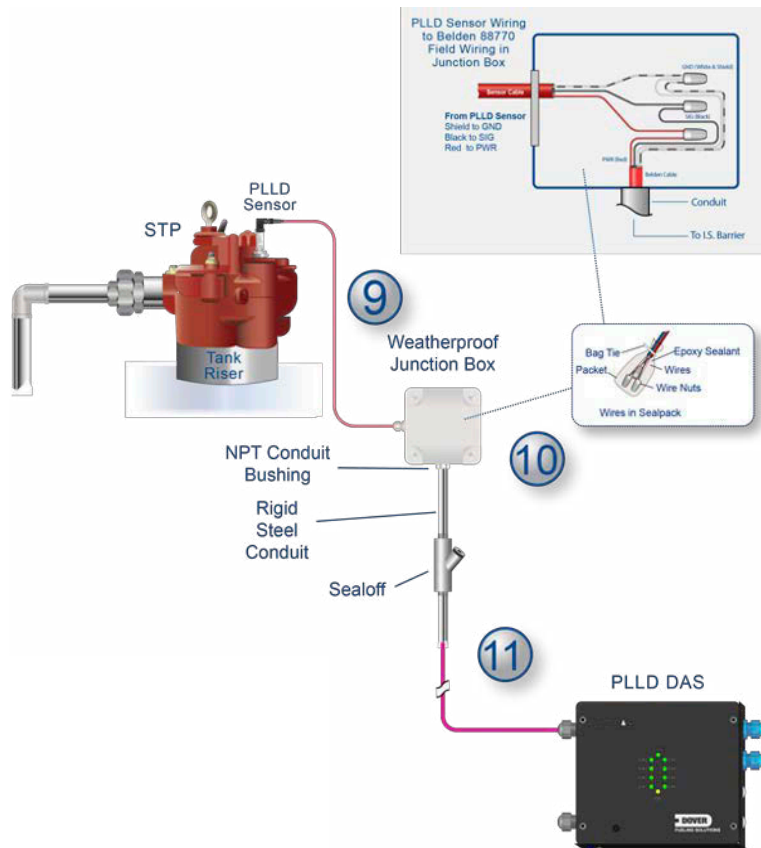 PLLD Sensor Wiring
to Belden 88770
Field Wiring in
Junction Box
GND (White & Shield)
Sensor Cable
SIG (Black)
From PLLD Sensor
Shield to GND
Black to SIG
Red to PWR
PWR (Red)
Belden Cable
Conduit
To I.S. Barrier
PLLD
Sensor
STP
9
Tank
Riser
Weatherproof
Junction Box
Bag Tie
Epoxy Sealant
Packet
Wires
Wire Nuts
Wires in Sealpack
10
NPT Conduit
Bushing
Rigid
Steel
Conduit
Sealoff
11
PLLD DAS
DOVER
FUELING SOLUTIONS